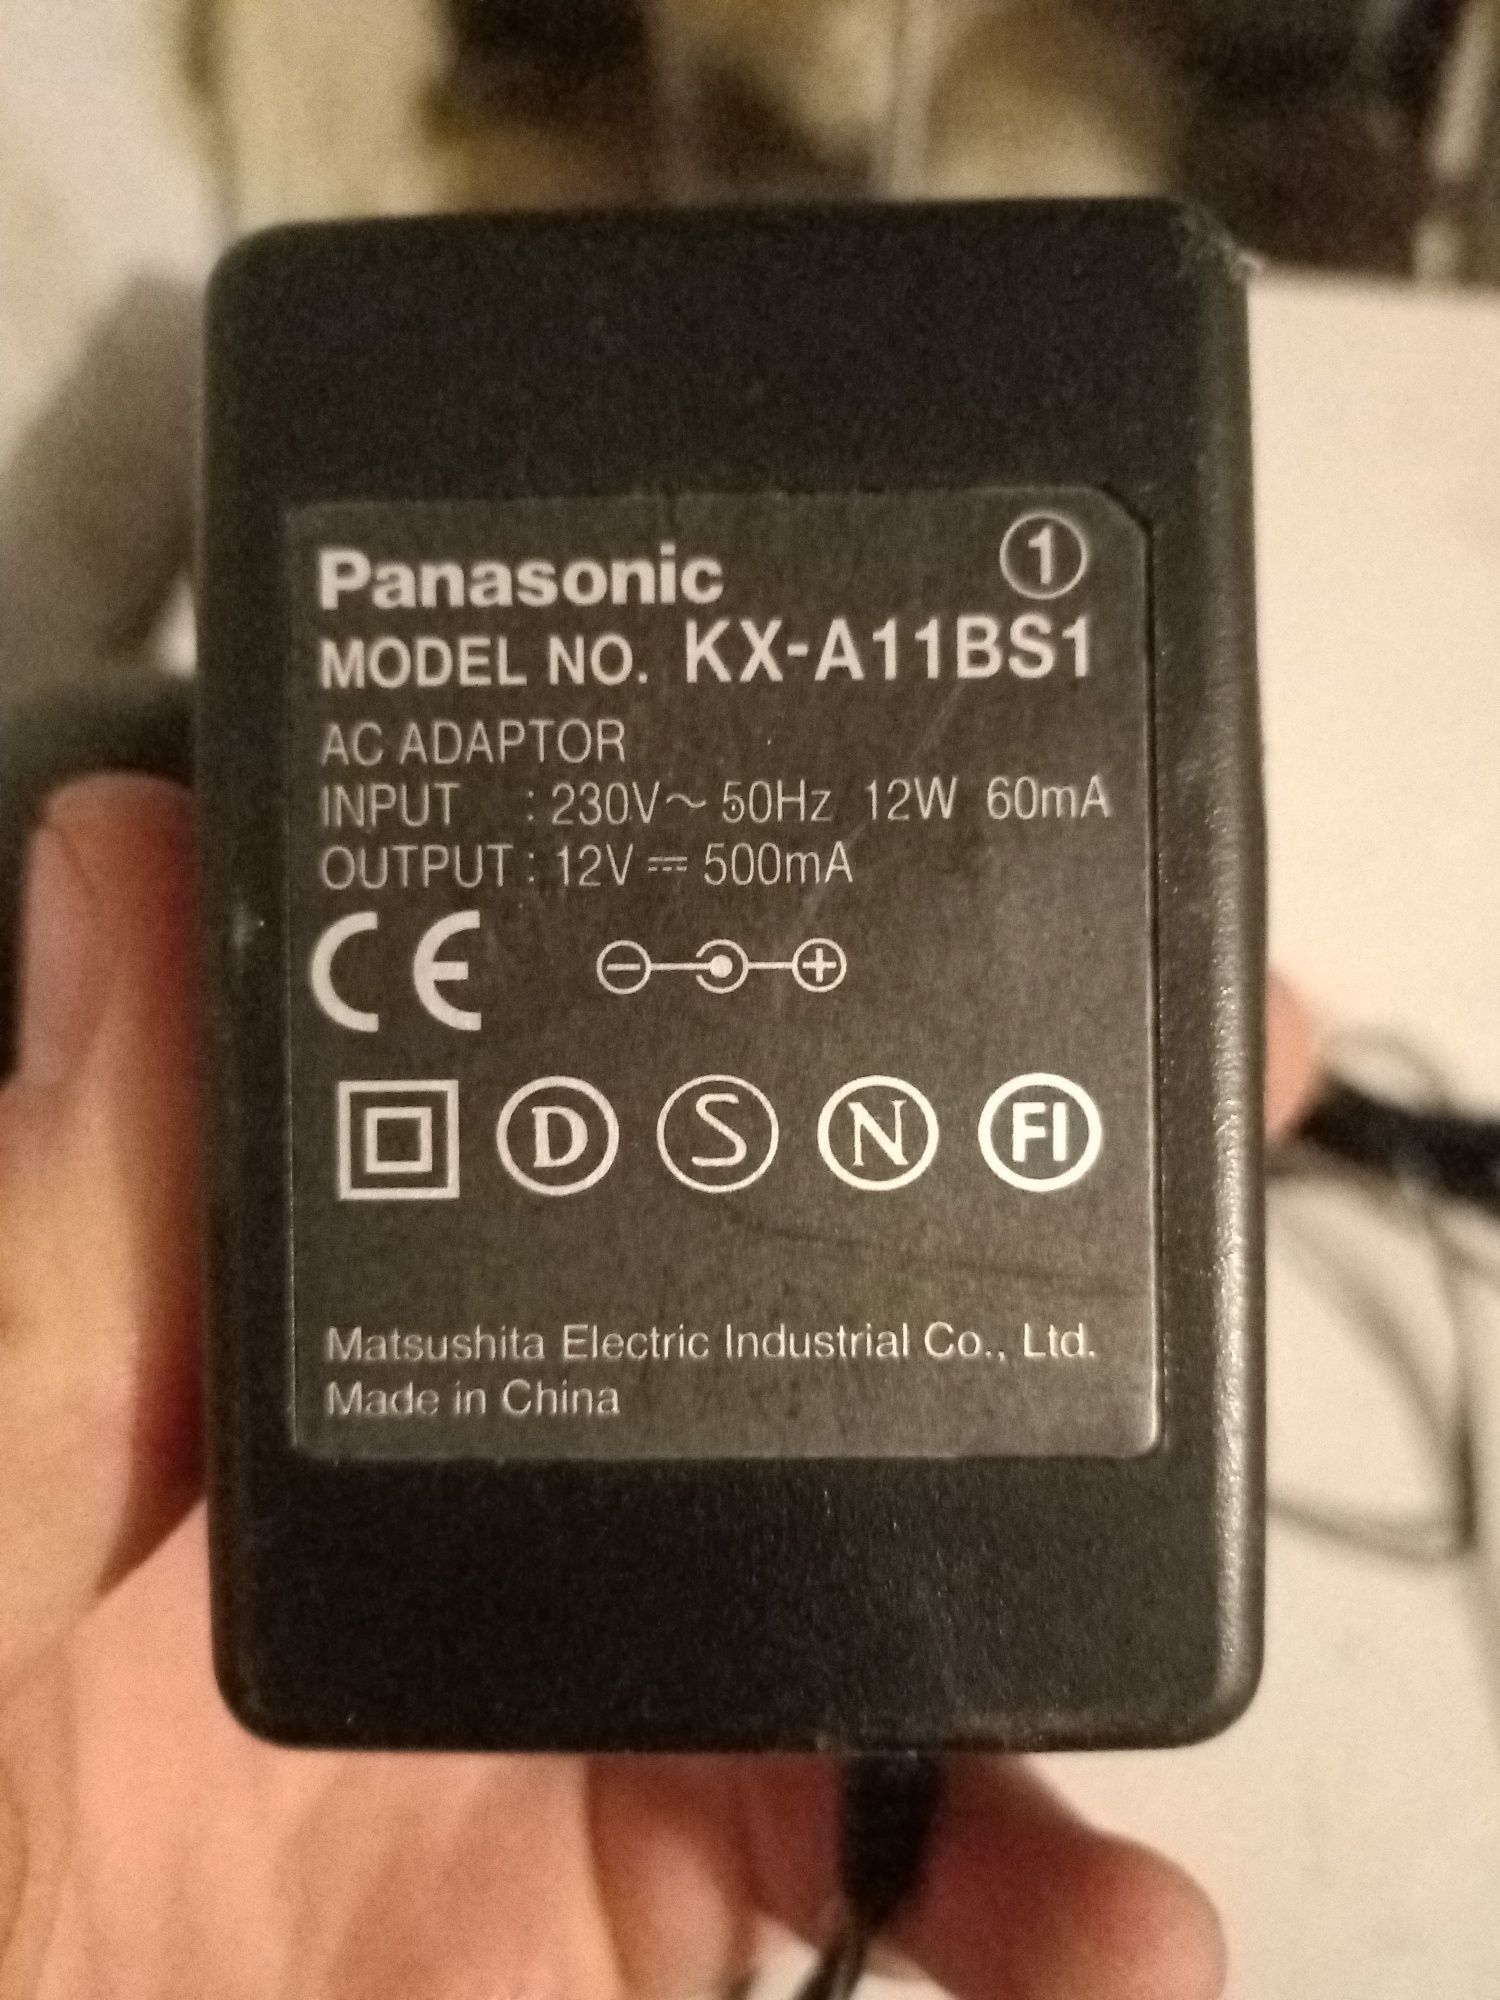 Panasonic 1
MODEL NO. KX-A11BS1
AC ADAPTOR
INPUT : 230V~ 50Hz 12W 60mA
OUTPUT : 12V⎓ 500mA
CE
D S N FI
Matsushita Electric Industrial Co., Ltd.
Made in China